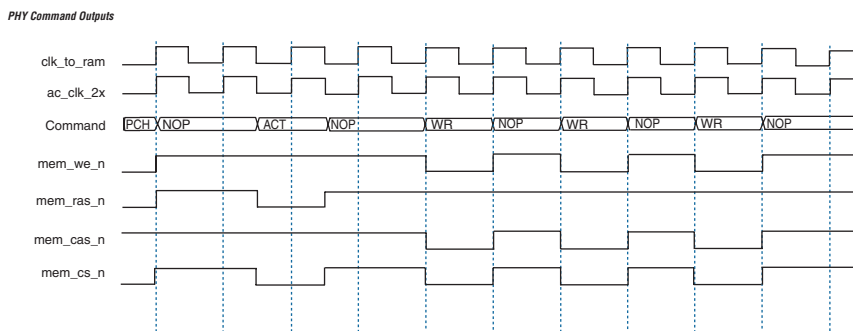 PHY Command Outputs
clk_to_ram
ac_clk_2x
Command PCH NOP ACT NOP WR NOP WR NOP WR NOP
mem_we_n
mem_ras_n
mem_cas_n
mem_cs_n